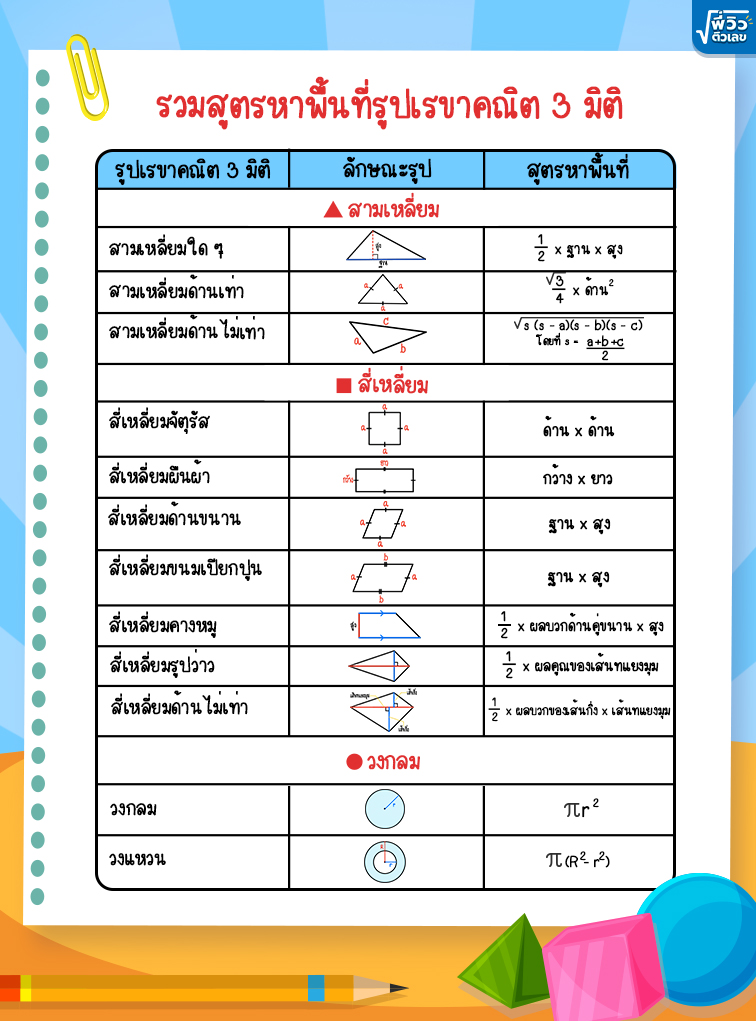 พี่วิว
ติวเลข
รวมสูตรหาพื้นที่รูปเรขาคณิต 3 มิติ
รูปเรขาคณิต 3 มิติ ลักษณะรูป สูตรหาพื้นที่
สามเหลี่ยม
สามเหลี่ยมใด ๆ สูง ฐาน 1/2 x ฐาน x สูง
สามเหลี่ยมด้านเท่า a a a √3/4 x ด้าน²
สามเหลี่ยมด้านไม่เท่า a b c √s (s - a)(s - b)(s - c)
โดยที่ s = a+b+c/2
สี่เหลี่ยม
สี่เหลี่ยมจัตุรัส a a a a ด้าน x ด้าน
สี่เหลี่ยมผืนผ้า ยาว กว้าง กว้าง x ยาว
สี่เหลี่ยมด้านขนาน a a a a ฐาน x สูง
สี่เหลี่ยมขนมเปียกปูน b a a b ฐาน x สูง
สี่เหลี่ยมคางหมู สูง 1/2 x ผลบวกด้านคู่ขนาน x สูง
สี่เหลี่ยมรูปว่าว 1/2 x ผลคูณของเส้นทแยงมุม
สี่เหลี่ยมด้านไม่เท่า เส้นทแยงมุม เส้นกิ่ง เส้นกิ่ง 1/2 x ผลบวกของเส้นกิ่ง x เส้นทแยงมุม
วงกลม
วงกลม r πr²
วงแหวน R r π(R²- r²)